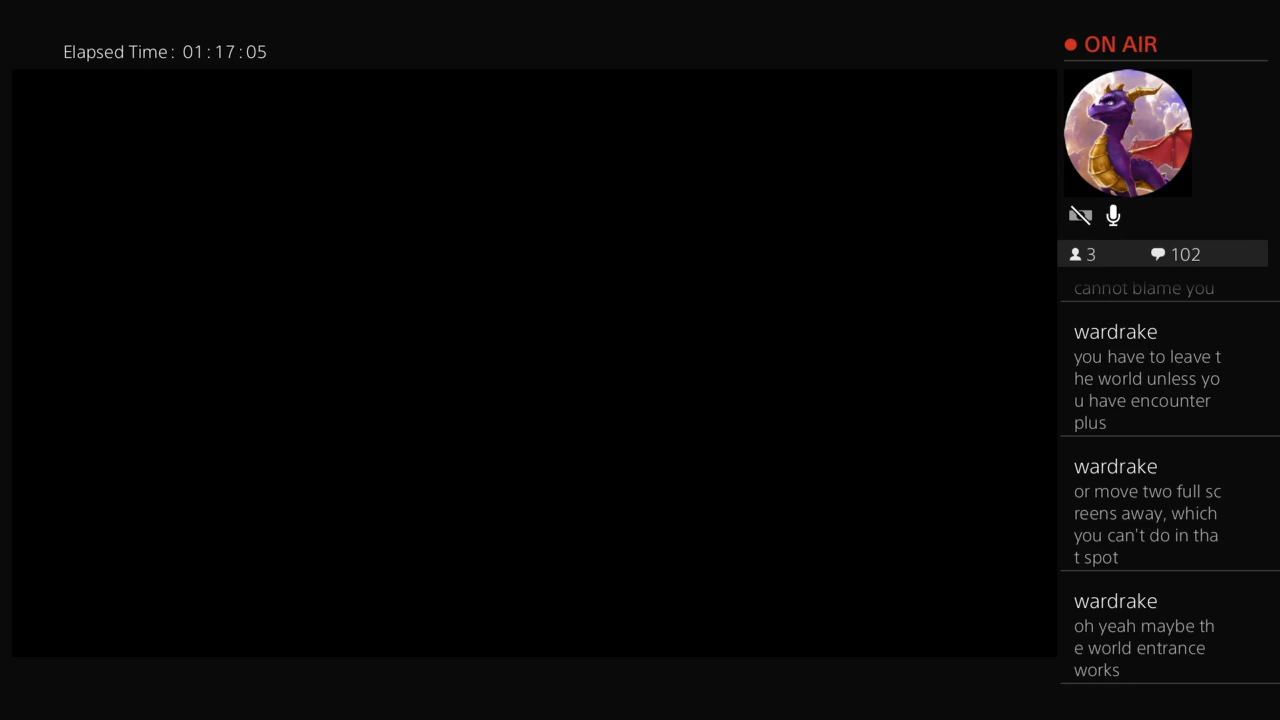 Elapsed Time: 01:17:05
ON AIR
3 102
cannot blame you
wardrake
you have to leave t
he world unless yo
u have encounter
plus
wardrake
or move two full sc
reens away, which
you can't do in tha
t spot
wardrake
oh yeah maybe th
e world entrance
works